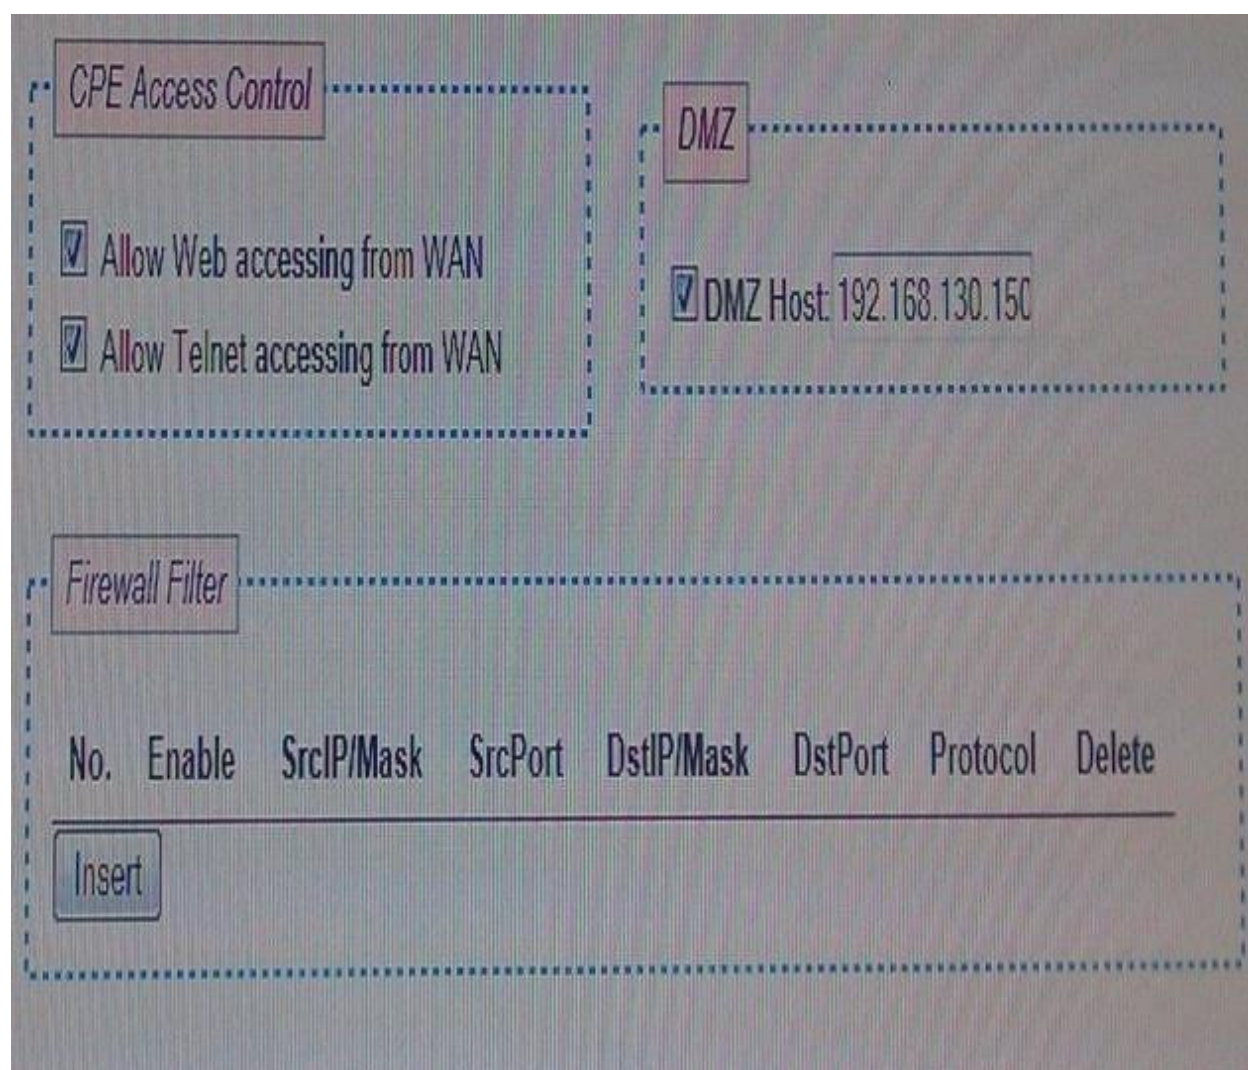 CPE Access Control
Allow Web accessing from WAN
Allow Telnet accessing from WAN
DMZ
DMZ Host: 192.168.130.150
Firewall Filter
No. Enable SrcIP/Mask SrcPort DstIP/Mask DstPort Protocol Delete
Insert